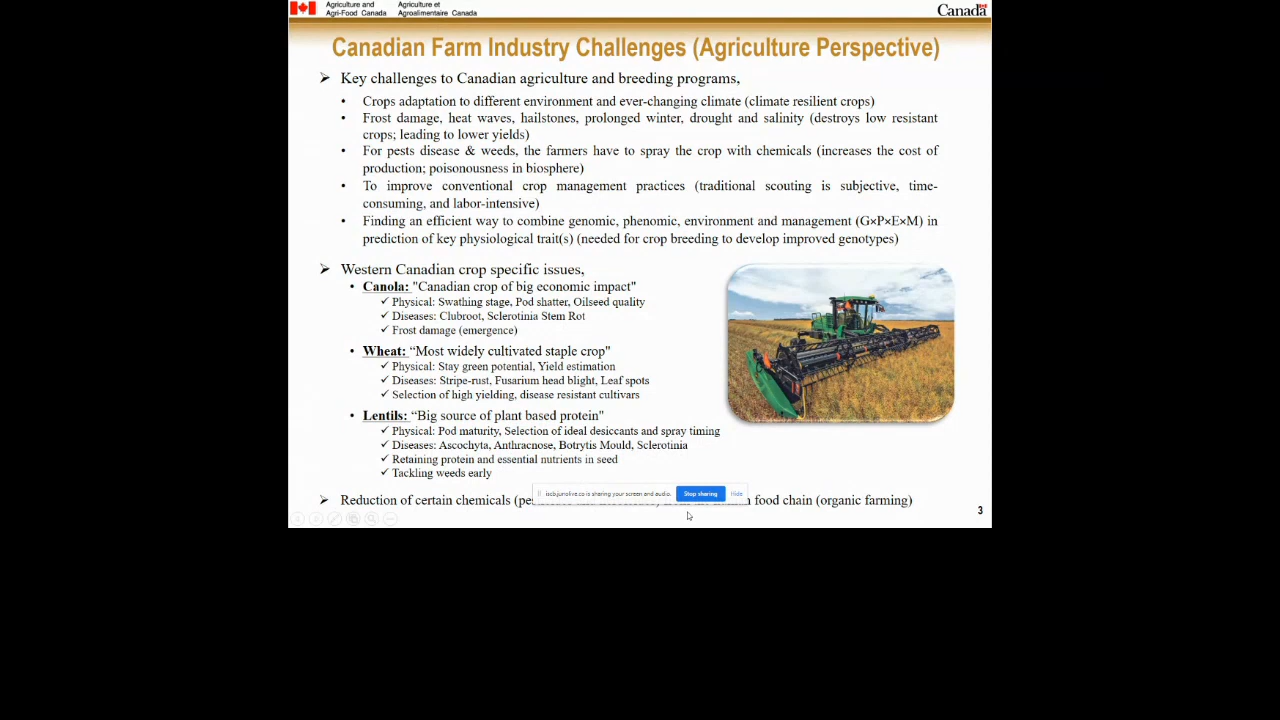 Agriculture and Agriculture et
Agri-Food Canada Agroalimentaire Canada
Canada
Canadian Farm Industry Challenges (Agriculture Perspective)
➢ Key challenges to Canadian agriculture and breeding programs,
• Crops adaptation to different environment and ever-changing climate (climate resilient crops)
• Frost damage, heat waves, hailstones, prolonged winter, drought and salinity (destroys low resistant
crops; leading to lower yields)
• For pests disease & weeds, the farmers have to spray the crop with chemicals (increases the cost of
production; poisonousness in biosphere)
• To improve conventional crop management practices (traditional scouting is subjective, time-
consuming, and labor-intensive)
• Finding an efficient way to combine genomic, phenomic, environment and management (G×P×E×M) in
prediction of key physiological trait(s) (needed for crop breeding to develop improved genotypes)
➢ Western Canadian crop specific issues,
• Canola: "Canadian crop of big economic impact"
✓ Physical: Swathing stage, Pod shatter, Oilseed quality
✓ Diseases: Clubroot, Sclerotinia Stem Rot
✓ Frost damage (emergence)
• Wheat: “Most widely cultivated staple crop"
✓ Physical: Stay green potential, Yield estimation
✓ Diseases: Stripe-rust, Fusarium head blight, Leaf spots
✓ Selection of high yielding, disease resistant cultivars
• Lentils: “Big source of plant based protein"
✓ Physical: Pod maturity, Selection of ideal desiccants and spray timing
✓ Diseases: Ascochyta, Anthracnose, Botrytis Mould, Sclerotinia
✓ Retaining protein and essential nutrients in seed
✓ Tackling weeds early
iscb.junolive.co is sharing your screen and audio. Stop sharing Hide
➢ Reduction of certain chemicals food chain (organic farming)
3